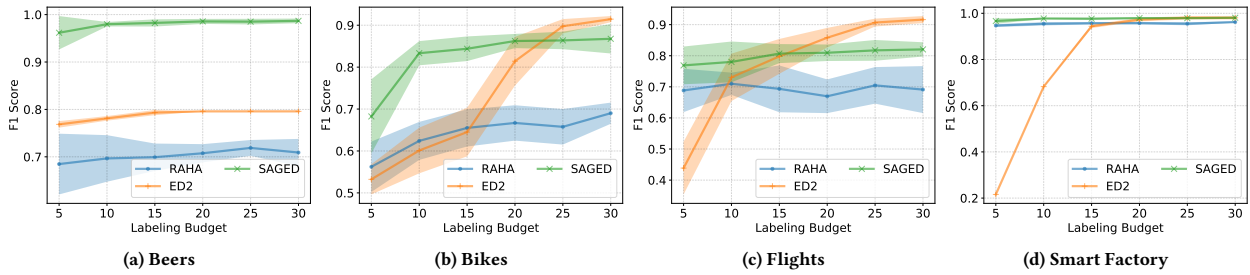 1.0
0.9
0.8
0.7
F1 Score
5 10 15 20 25 30
Labeling Budget
RAHA
ED2
SAGED
(a) Beers
0.9
0.8
0.7
0.6
0.5
F1 Score
5 10 15 20 25 30
Labeling Budget
RAHA
ED2
SAGED
(b) Bikes
0.9
0.8
0.7
0.6
0.5
0.4
F1 Score
5 10 15 20 25 30
Labeling Budget
RAHA
ED2
SAGED
(c) Flights
1.0
0.8
0.6
0.4
0.2
F1 Score
5 10 15 20 25 30
Labeling Budget
RAHA
ED2
SAGED
(d) Smart Factory